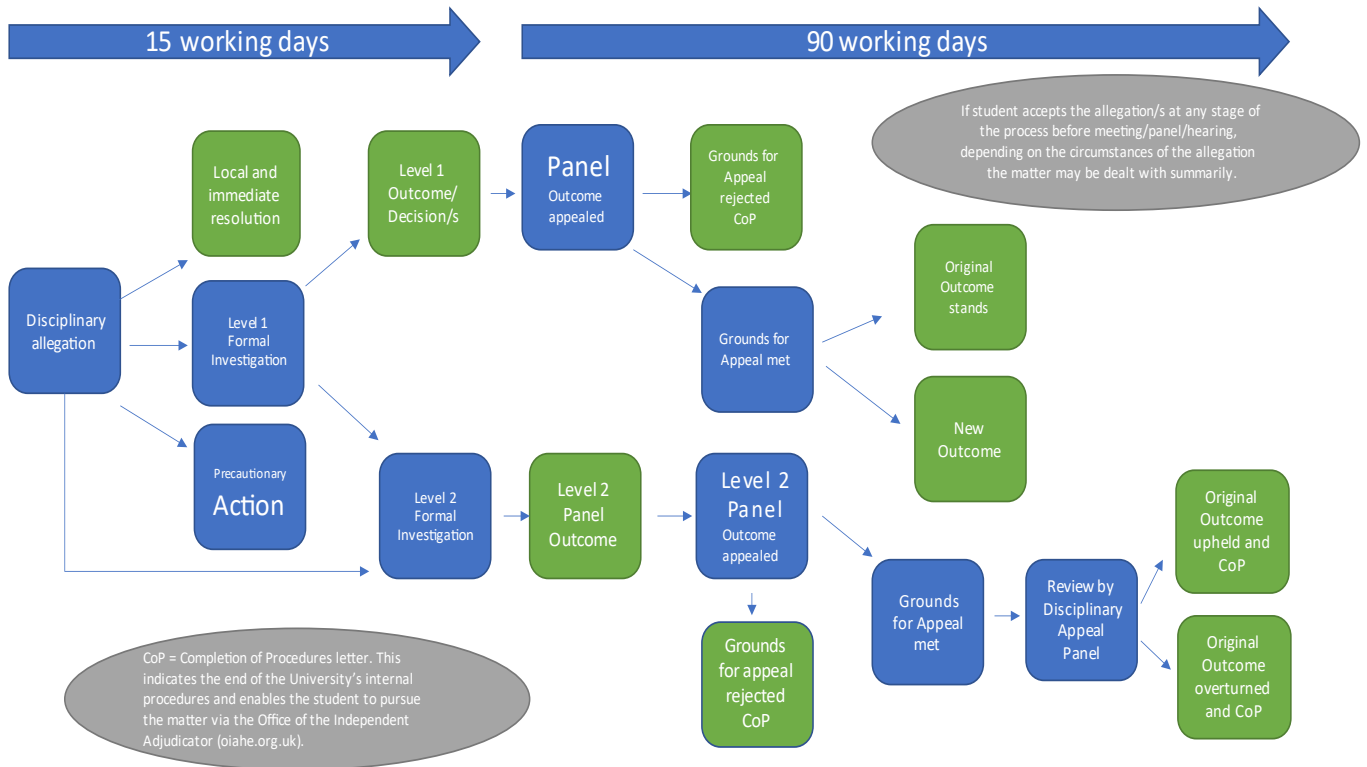 15 working days
90 working days
If student accepts the allegation/s at any stage of
the process before meeting/panel/hearing,
depending on the circumstances of the allegation
the matter may be dealt with summarily.
Local and
immediate
resolution
Level 1
Outcome/
Decision/s
Panel
Outcome
appealed
Grounds for
Appeal
rejected
CoP
Disciplinary
allegation
Level 1
Formal
Investigation
Grounds for
Appeal met
Original
Outcome
stands
New
Outcome
Precautionary
Action
Level 2
Formal
Investigation
Level 2
Panel
Outcome
Level 2
Panel
Outcome
appealed
Grounds
for appeal
rejected
CoP
Grounds
for Appeal
met
Review by
Disciplinary
Appeal
Panel
Original
Outcome
upheld and
CoP
Original
Outcome
overturned
and CoP
CoP = Completion of Procedures letter. This
indicates the end of the University's internal
procedures and enables the student to pursue
the matter via the Office of the Independent
Adjudicator (oiahe.org.uk).